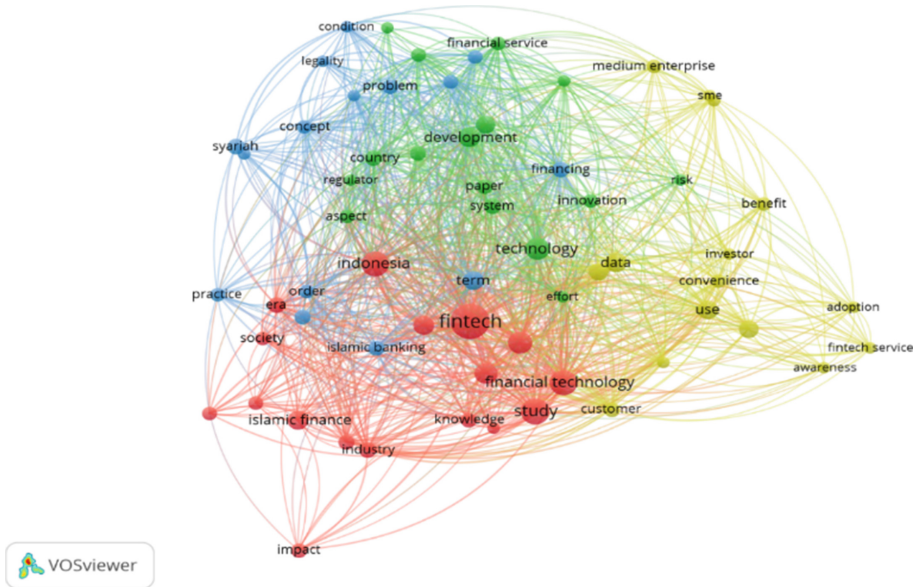 condition
financial service
legality
medium enterprise
problem
sme
concept
development
syariah
country
financing
regulator
paper
risk
aspect
system
innovation
benefit
technology
indonesia
data
investor
term
convenience
practice
order
effort
era
use
adoption
fintech
society
islamic banking
fintech service
awareness
financial technology
study
customer
islamic finance
knowledge
industry
impact
VOSviewer